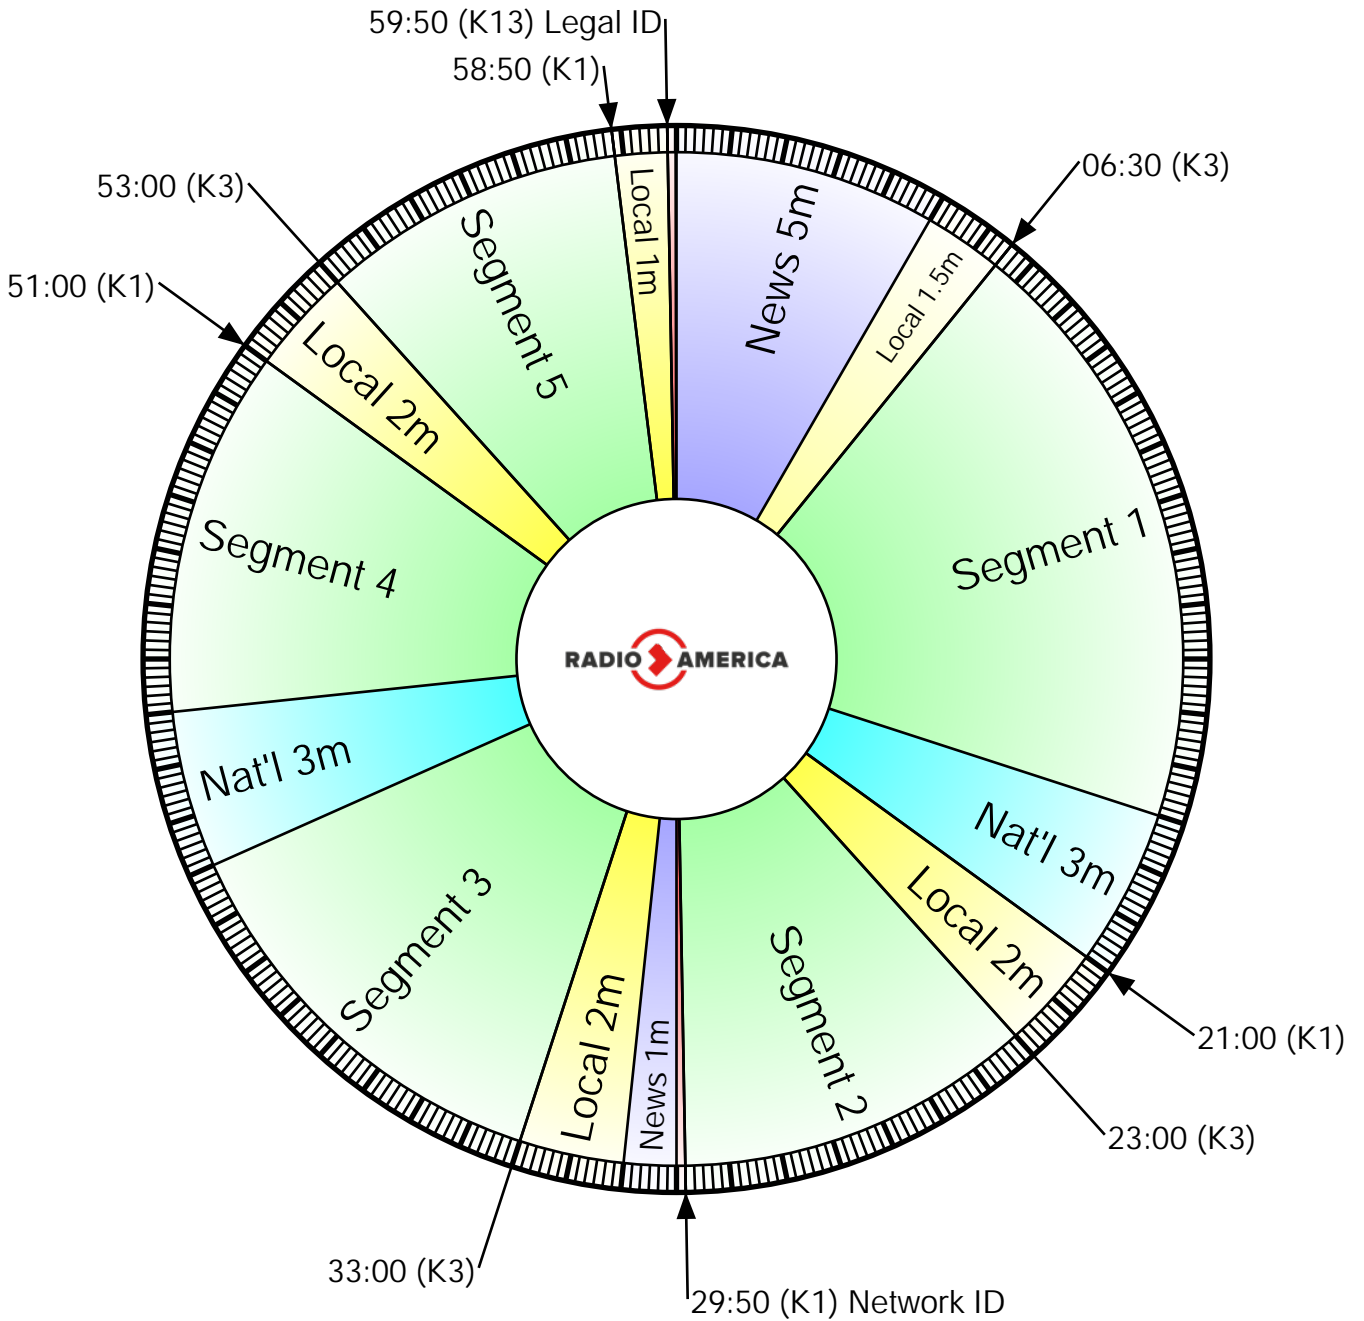 59:50 (K13) Legal ID
58:50 (K1)
53:00 (K3)
51:00 (K1)
06:30 (K3)
Local 1m
News 5m
Local 1.5m
Segment 5
Local 2m
Segment 1
Segment 4
RADIO AMERICA
Nat'l 3m
Nat'l 3m
Segment 3
Local 2m
Segment 2
Local 2m
News 1m
21:00 (K1)
23:00 (K3)
33:00 (K3)
29:50 (K1) Network ID